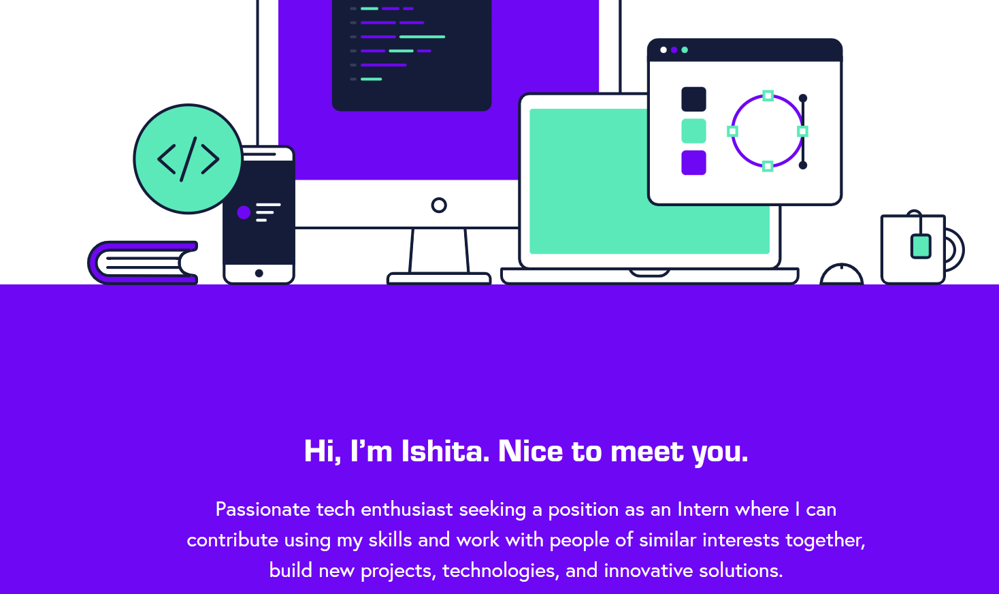 </>
Hi, I’m Ishita. Nice to meet you.
Passionate tech enthusiast seeking a position as an Intern where I can
contribute using my skills and work with people of similar interests together,
build new projects, technologies, and innovative solutions.